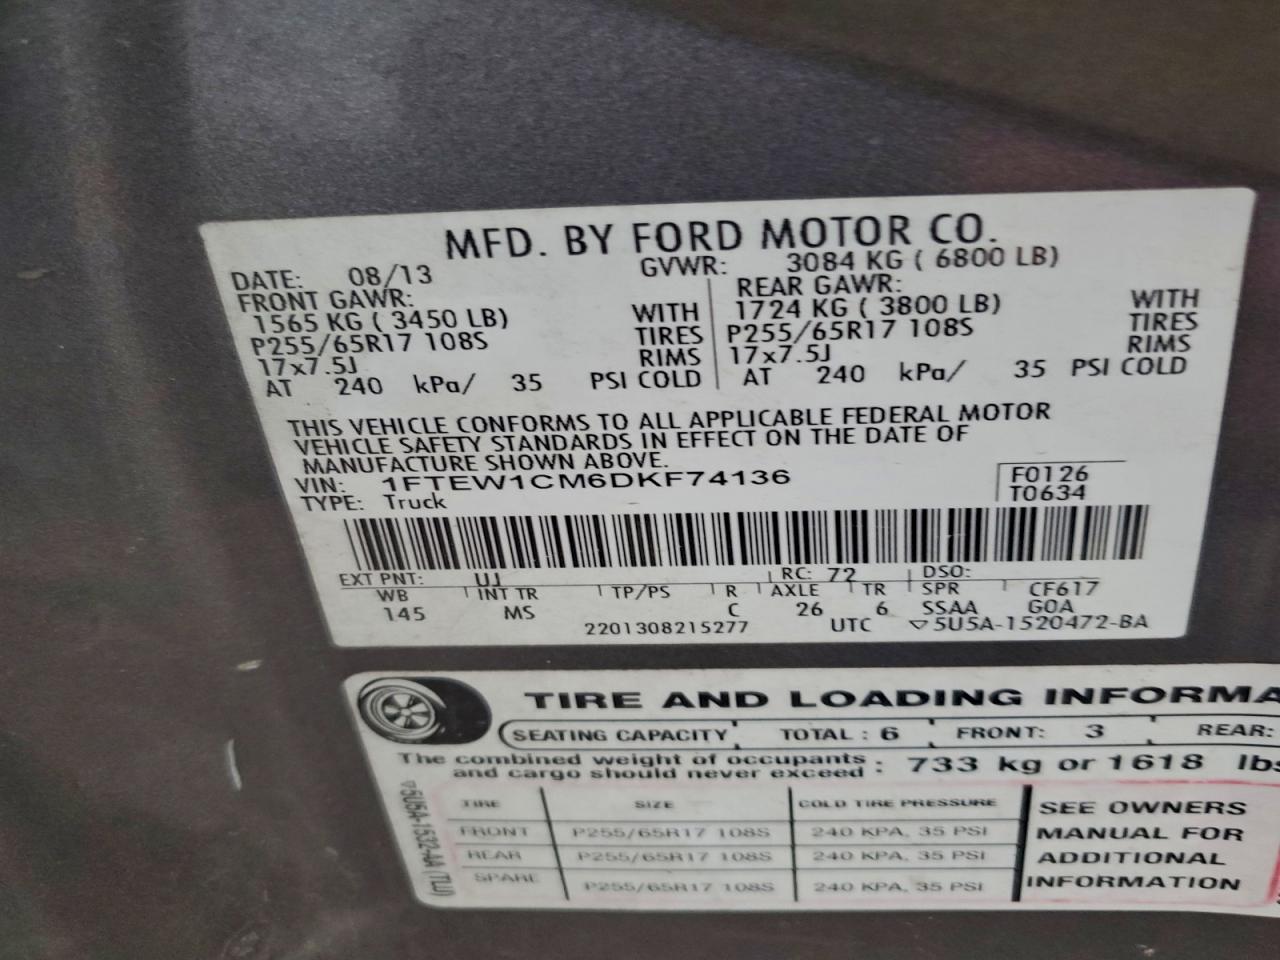 MFD. BY FORD MOTOR CO.
DATE: 08/13 GVWR: 3084 KG ( 6800 LB)
FRONT GAWR: REAR GAWR:
1565 KG ( 3450 LB) WITH 1724 KG ( 3800 LB) WITH
P255/65R17 108S TIRES P255/65R17 108S TIRES
17x7.5J RIMS 17x7.5J RIMS
AT 240 kPa/ 35 PSI COLD AT 240 kPa/ 35 PSI COLD
THIS VEHICLE CONFORMS TO ALL APPLICABLE FEDERAL MOTOR
VEHICLE SAFETY STANDARDS IN EFFECT ON THE DATE OF
MANUFACTURE SHOWN ABOVE.
VIN: 1FTEW1CM6DKF74136 F0126
TYPE: Truck T0634
EXT PNT: UJ RC: 72 DSO:
WB INT TR TP/PS R AXLE TR SPR CF617
145 MS C 26 6 SSAA GOA
2201308215277 UTC ▽5U5A-1520472-BA
TIRE AND LOADING INFORMA
SEATING CAPACITY TOTAL : 6 FRONT: 3 REAR:
The combined weight of occupants
and cargo should never exceed : 733 kg or 1618 lbs
TIRE SIZE COLD TIRE PRESSURE SEE OWNERS
FRONT P255/65R17 108S 240 KPA, 35 PSI MANUAL FOR
REAR P255/65R17 108S 240 KPA, 35 PSI ADDITIONAL
SPARE P255/65R17 108S 240 KPA, 35 PSI INFORMATION